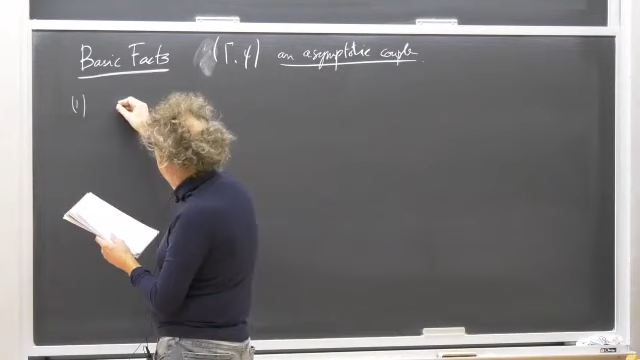 Basic Facts (Γ, ψ) an asymptotic couple.
(1)